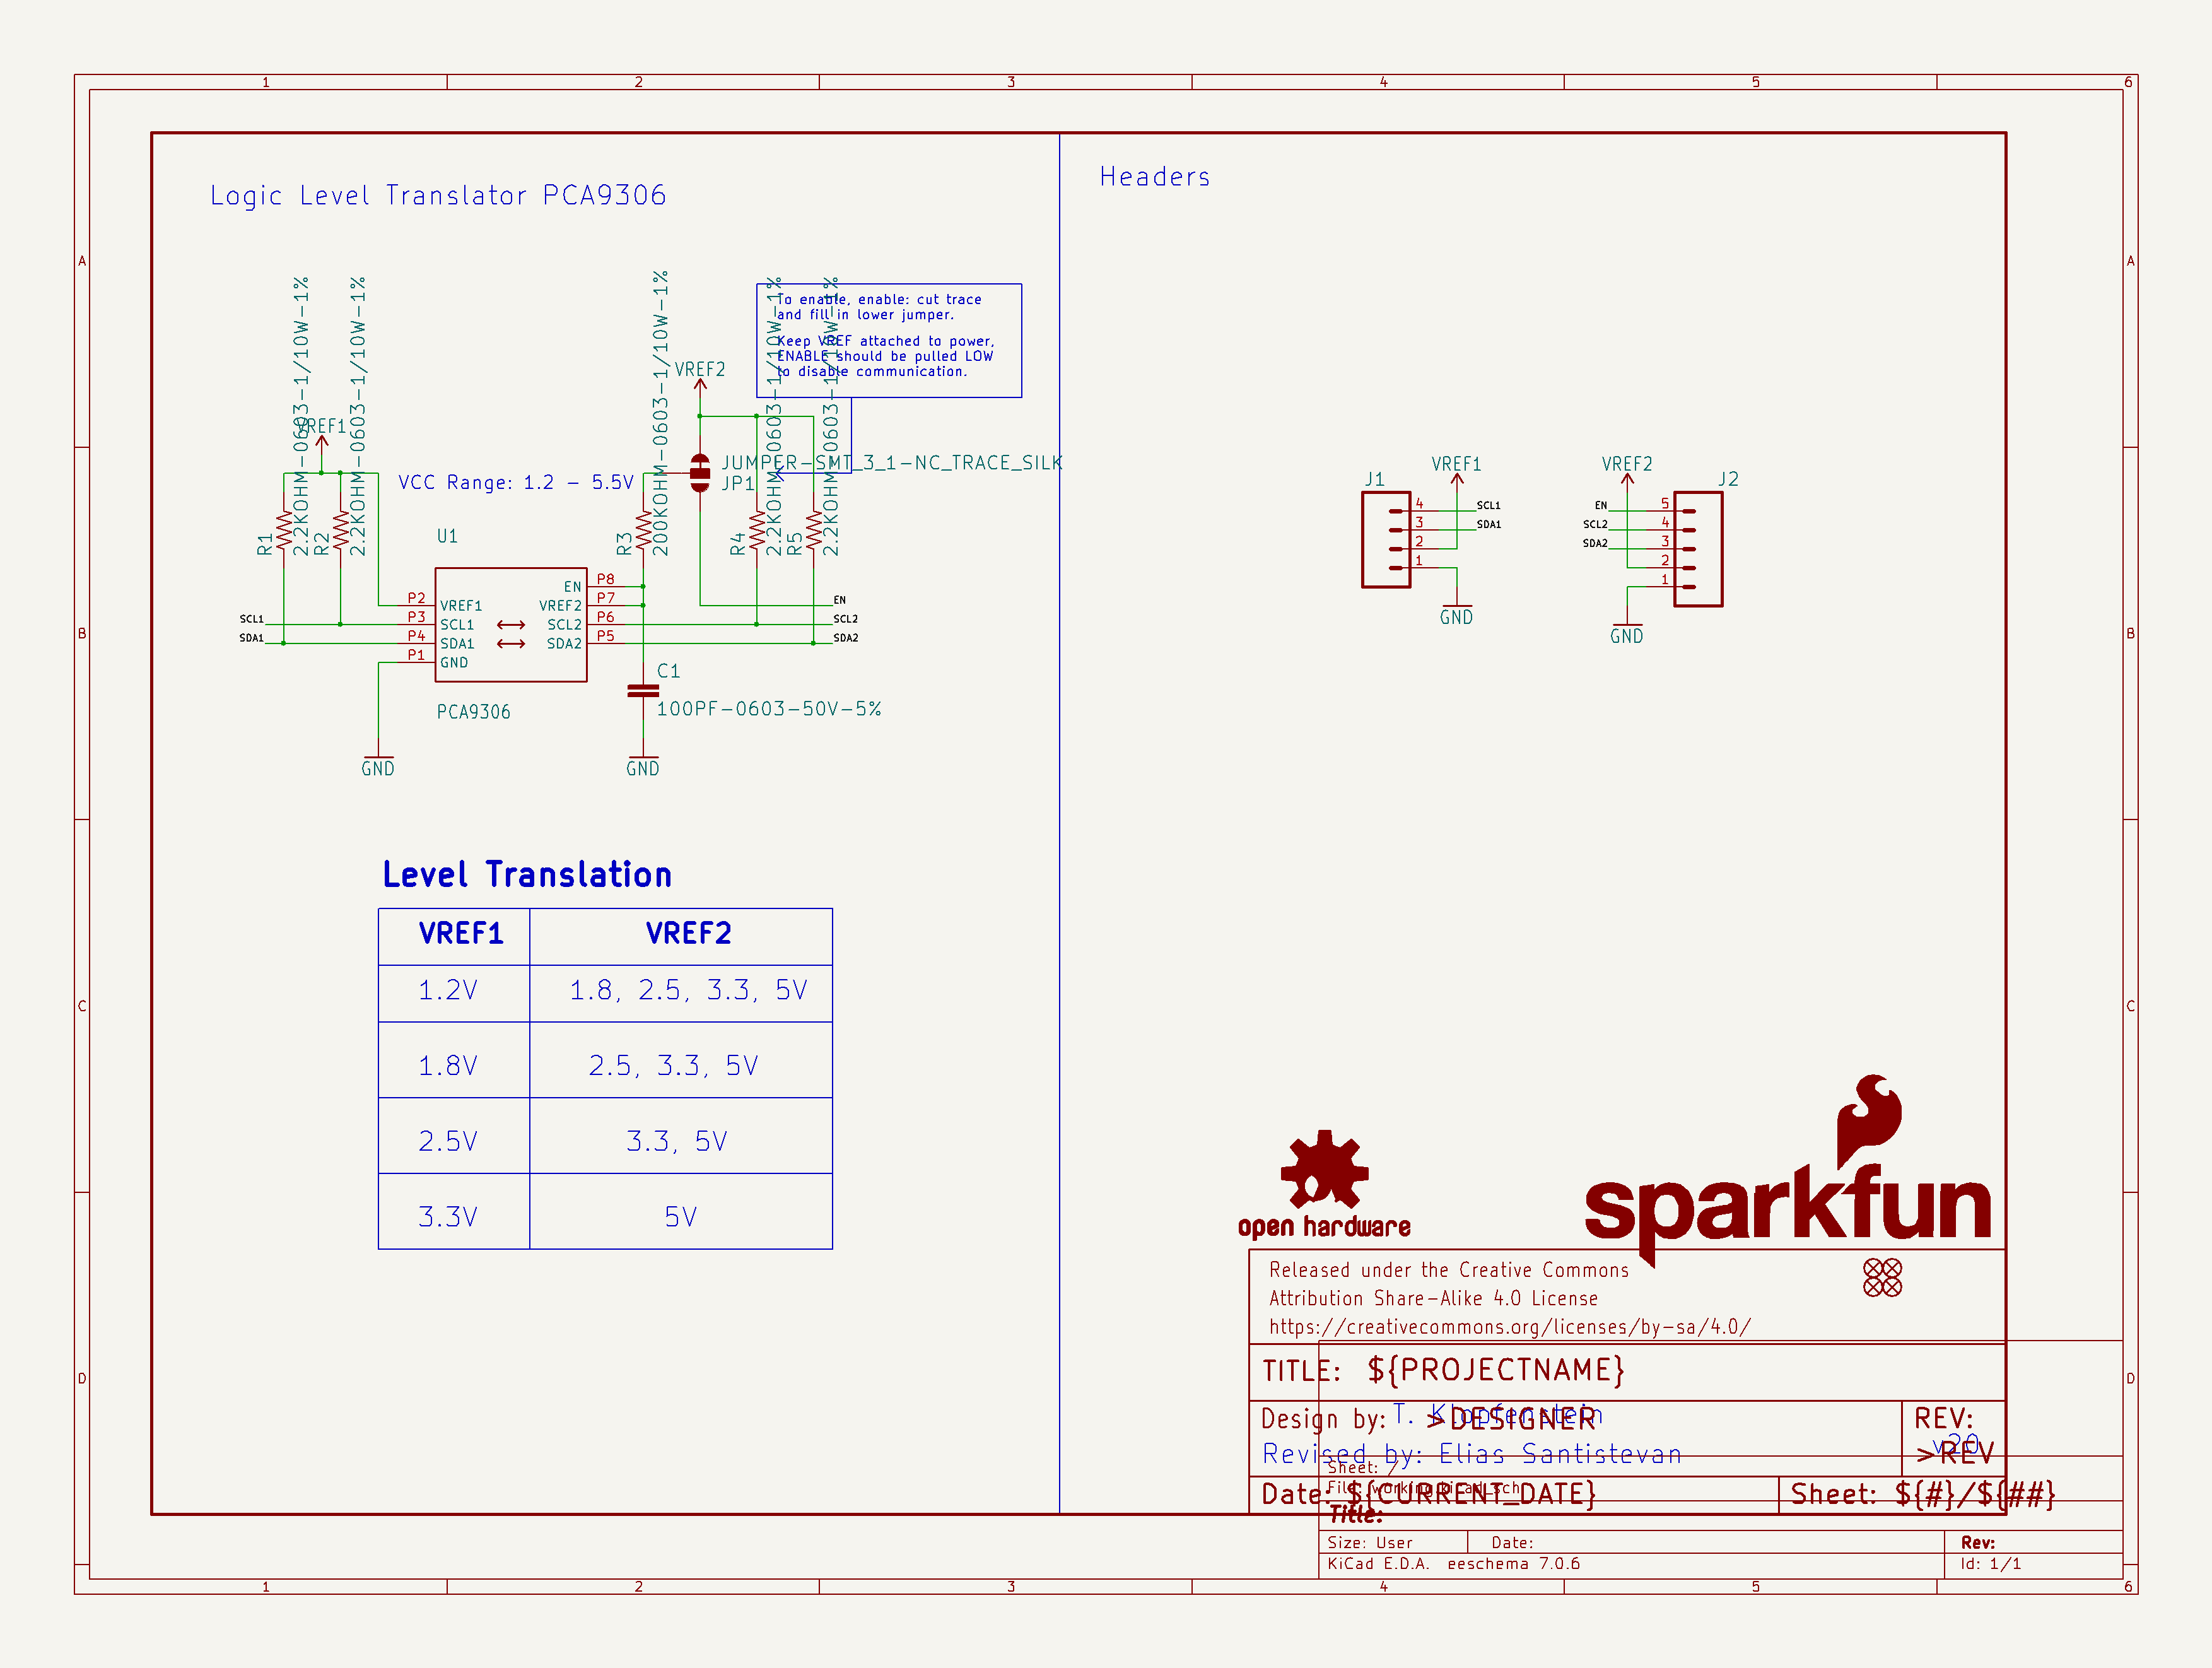 1 2 3 4 5 6
A
B
C
D
A
B
C
D
Logic Level Translator PCA9306
Headers
2.2KOHM-0603-1/10W-1%
2.2KOHM-0603-1/10W-1%
200KOHM-0603-1/10W-1%
2.2KOHM-0603-1/10W-1%
2.2KOHM-0603-1/10W-1%
To enable, enable: cut trace
and fill in lower jumper.
Keep VREF attached to power,
ENABLE should be pulled LOW
to disable communication.
VREF2
VREF1
VCC Range: 1.2 - 5.5V
JUMPER-SMT_3_1-NC_TRACE_SILK
JP1
R1
R2
R3
R4
R5
U1
P2 VREF1
P3 SCL1
P4 SDA1
P1 GND
EN P8
VREF2 P7
SCL2 P6
SDA2 P5
SCL1
SDA1
EN
SCL2
SDA2
C1
100PF-0603-50V-5%
PCA9306
GND
GND
J1
VREF1
4 SCL1
3 SDA1
2
1
GND
VREF2
J2
EN 5
SCL2 4
SDA2 3
2
1
GND
Level Translation
VREF1 VREF2
1.2V 1.8, 2.5, 3.3, 5V
1.8V 2.5, 3.3, 5V
2.5V 3.3, 5V
3.3V 5V
open hardware
sparkfun
Released under the Creative Commons
Attribution Share-Alike 4.0 License
https://creativecommons.org/licenses/by-sa/4.0/
TITLE: ${PROJECTNAME}
Design by: T. Klopfenstein
>DESIGNER
REV:
v20
>REV
Revised by: Elias Santistevan
Sheet: /
File: working.kicad_sch
Date: ${CURRENT_DATE}
Sheet: ${#}/${##}
Title:
Size: User Date: Rev:
KiCad E.D.A. eeschema 7.0.6 Id: 1/1
1 2 3 4 5 6